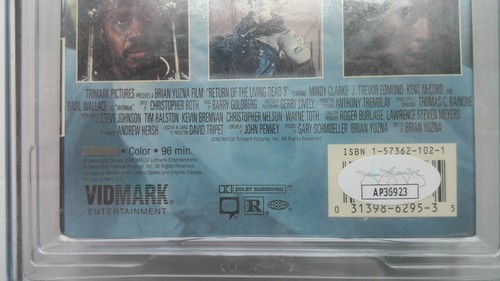 TRIMARK PICTURES PRESENTS A BRIAN YUZNA FILM "RETURN OF THE LIVING DEAD 3" MINDY CLARKE J. TREVOR EDMOND, KENT McCORD
BASIL WALLACE AS "RIVERMAN" CHRISTOPHER ROTH BARRY GOLDBERG GERRY LIVELY ANTHONY TREMBLAY THOMAS C. RAINONE
STEVE JOHNSON, TIM RALSTON, KEVIN BRENNAN, CHRISTOPHER NELSON, WAYNE TOTH ROGER BURLAGE LAWRENCE STEVEN MEYERS
ANDREW HERSH DAVID TRIPET JOHN PENNEY GARY SCHMOELLER BRIAN YUZNA BRIAN YUZNA
• Color • 96 min.
VIDMARK
ENTERTAINMENT
DOLBY SURROUND
R
ISBN 1-57362-102-1
AP36923
0 31398-6295-3 5